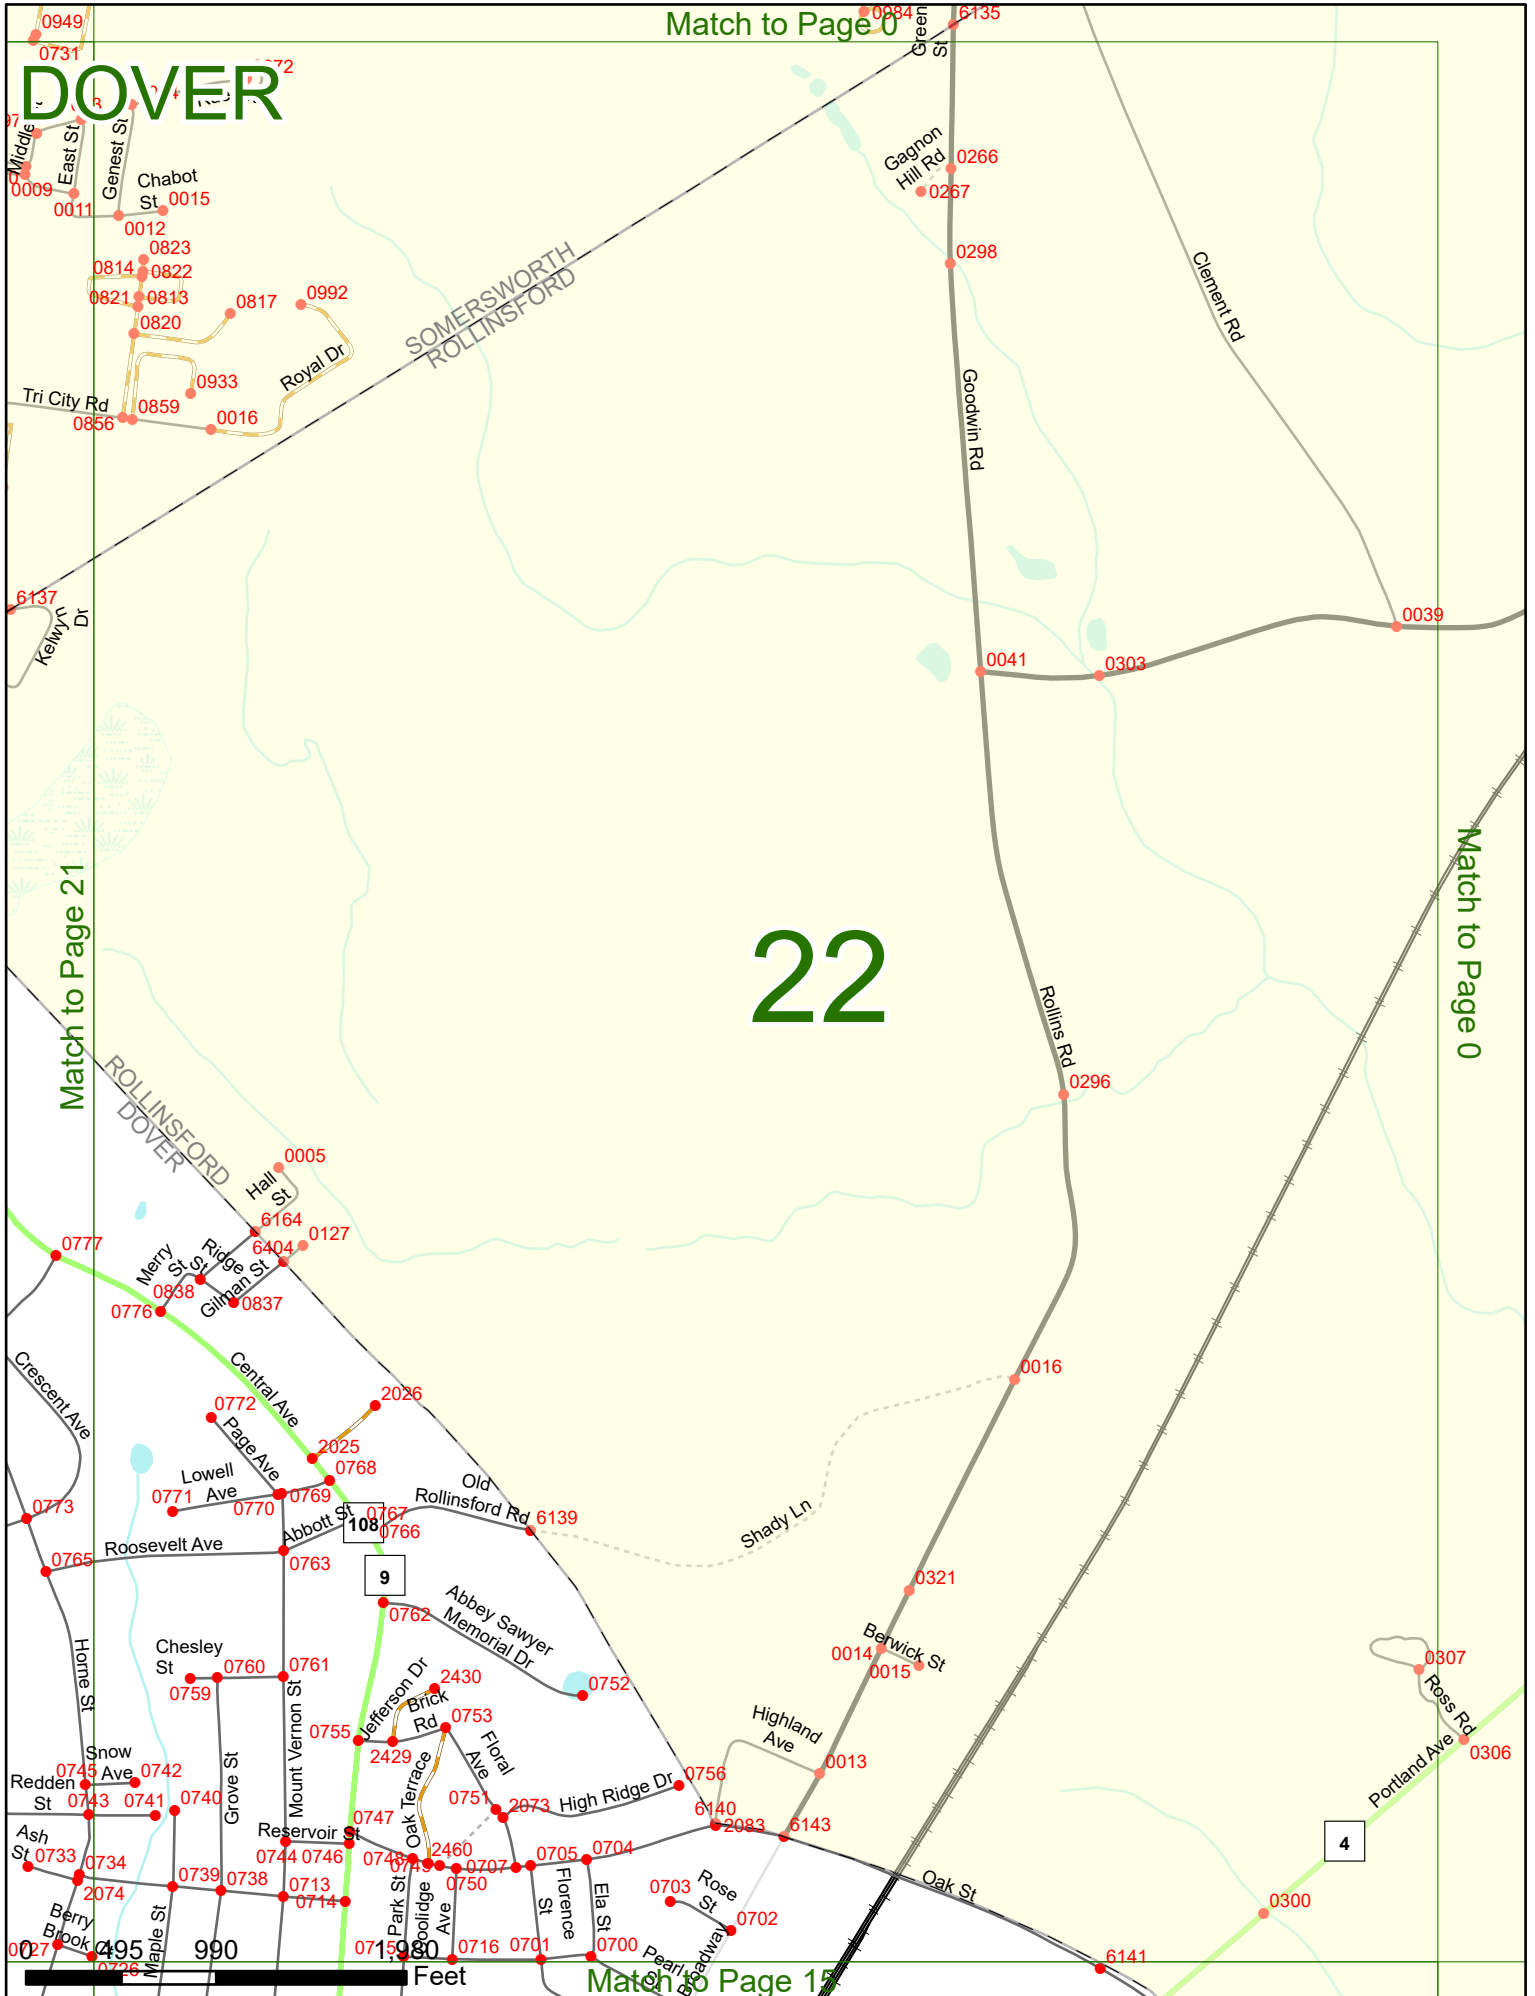 Match to Page 0
DOVER
0949
0731
0984
6135
Green
St
Middle
East St
Genest St
Chabot
St
0009
0011
0012
0015
0823
0814
0822
0821
0813
0820
0817
0992
0933
Royal Dr
Tri City Rd
0859
0856
0016
SOMERSWORTH
ROLLINSFORD
Gagnon
Hill Rd
0266
0267
0298
Clement Rd
Goodwin Rd
6137
Kelwyn
Dr
0039
0041
0303
Match to Page 21
22
Match to Page 0
Rollins Rd
0296
ROLLINSFORD
DOVER
0005
Hall
St
6164
0127
6404
0777
Merry
St
Ridge
St
Gilman St
0838
0837
0776
Crescent Ave
Central Ave
0016
2026
0772
Page Ave
2025
0768
Lowell
Ave
0771
0770
0769
0773
Abbott St
108
0767
0766
Old
Rollinsford Rd
6139
Shady Ln
Roosevelt Ave
0765
0763
9
0762
Abbey Sawyer
Memorial Dr
0321
Berwick St
0014
0015
Horne St
Chesley
St
0760
0761
0759
Mount Vernon St
Jefferson Dr
2430
Brick
Rd
0752
0753
0755
2429
Floral
Ave
Highland
Ave
0013
0307
Ross Rd
0306
Portland Ave
4
Snow
Ave
0745
0742
Redden
St
0743
0741
0740
Grove St
Oak Terrace
0751
2073
High Ridge Dr
0756
6140
2083
6143
0747
Reservoir St
0744
0746
0748
2460
0750
0707
0705
0704
Ash
St
0733
0734
2074
0739
0738
0713
0714
Oak St
0300
0703
Rose
St
0702
Florence
St
Ela St
Park St
Coolidge
Ave
Maple St
Berry
Brook Ct
0727
0726
0716
0701
0700
Pearl
Broadway
6141
0
495
990
1,980
Feet
Match to Page 15